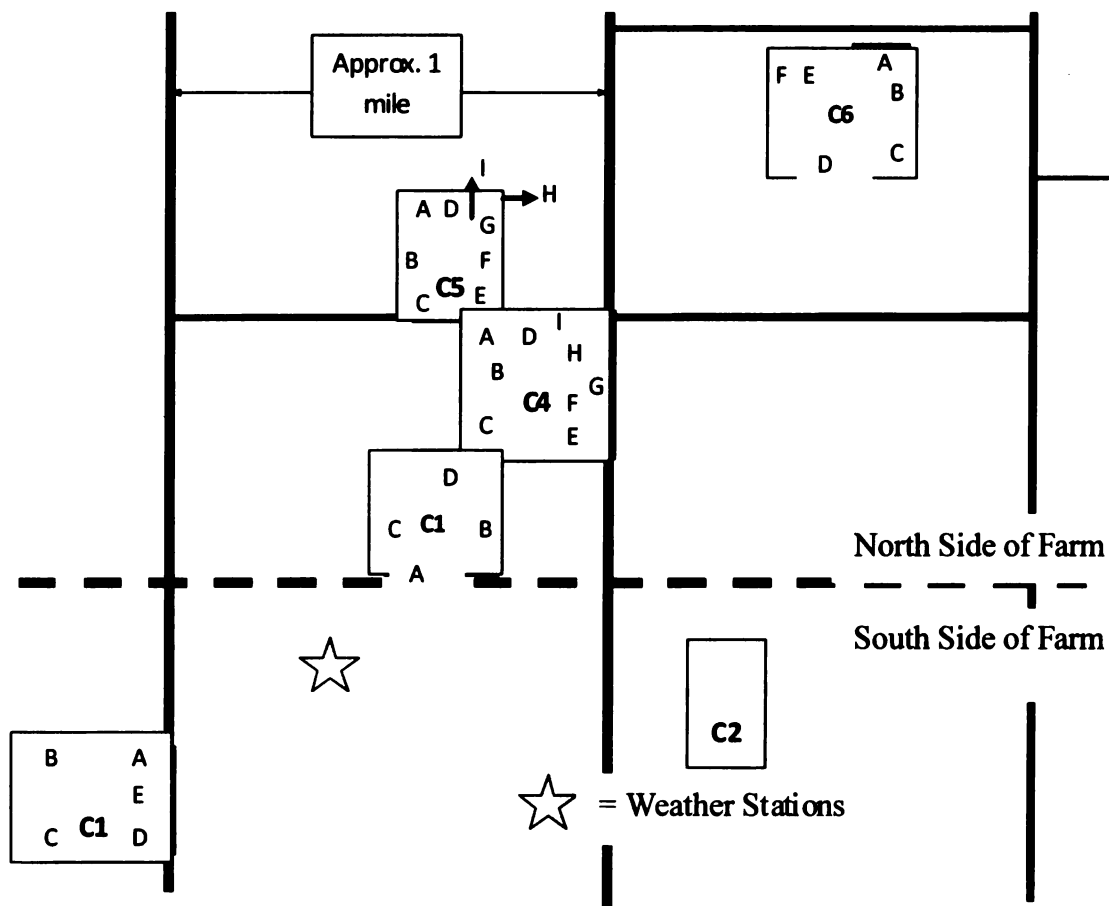 Approx. 1
mile
F E A
B
C6
D C
I
H
A D
G
B F
C5
C E
A D I
H
B
G
C4 F
C
E
D
C C1 B
A
North Side of Farm
South Side of Farm
C2
B A
E
C C1 D
= Weather Stations